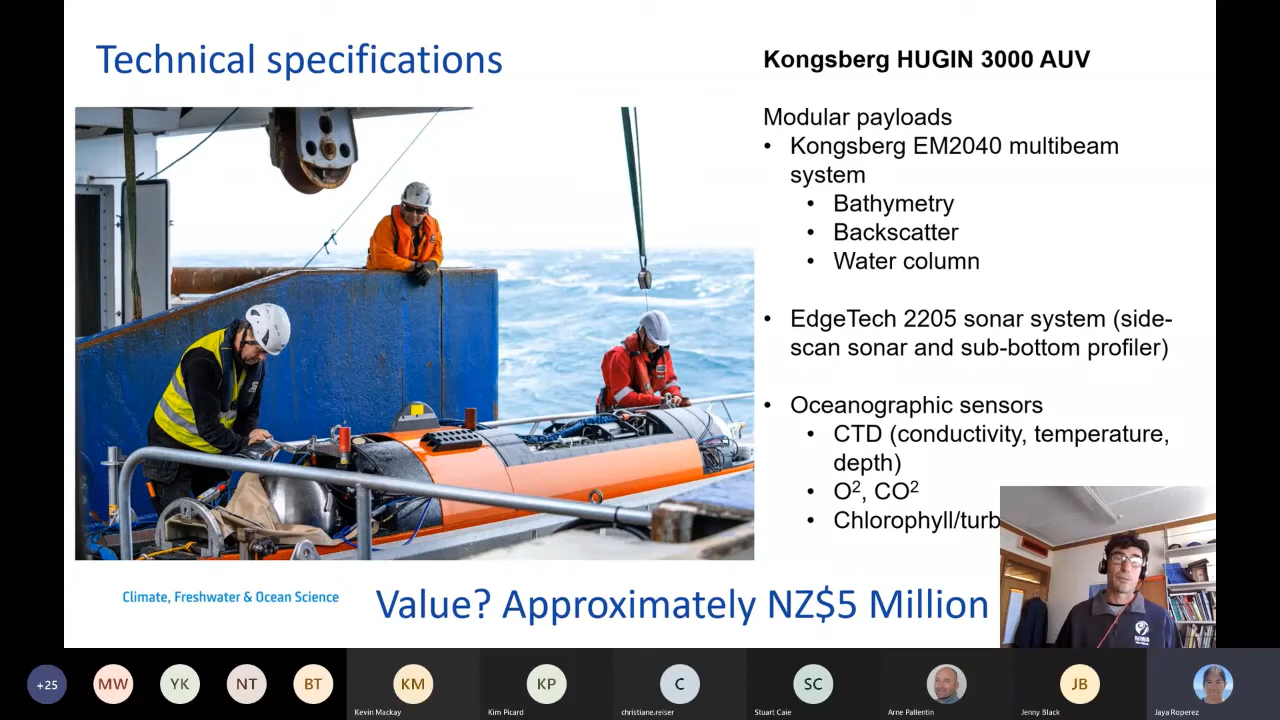 Technical specifications
Kongsberg HUGIN 3000 AUV
Modular payloads
• Kongsberg EM2040 multibeam
system
• Bathymetry
• Backscatter
• Water column
• EdgeTech 2205 sonar system (side-
scan sonar and sub-bottom profiler)
• Oceanographic sensors
• CTD (conductivity, temperature,
depth)
• O², CO²
• Chlorophyll/turb
Climate, Freshwater & Ocean Science
Value? Approximately NZ$5 Million
NIWA
+25
MW
YK
NT
BT
KM
KP
C
SC
JB
Kevin Mackay
Kim Picard
christiane.reiser
Stuart Caie
Arne Pallentin
Jenny Black
Jaya Roperez